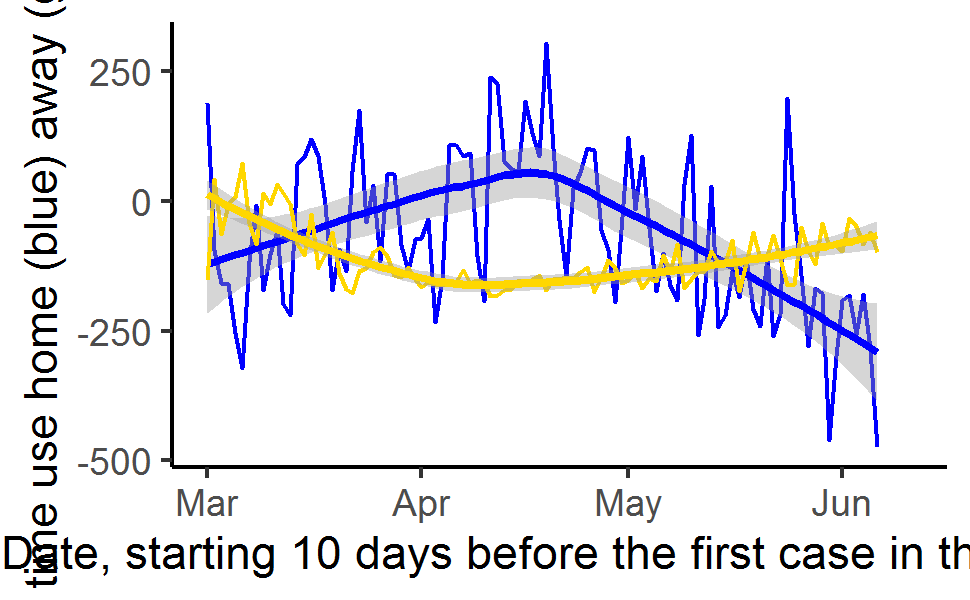 time use home (blue) away (
250
0
-250
-500
Mar Apr May Jun
Date, starting 10 days before the first case in th